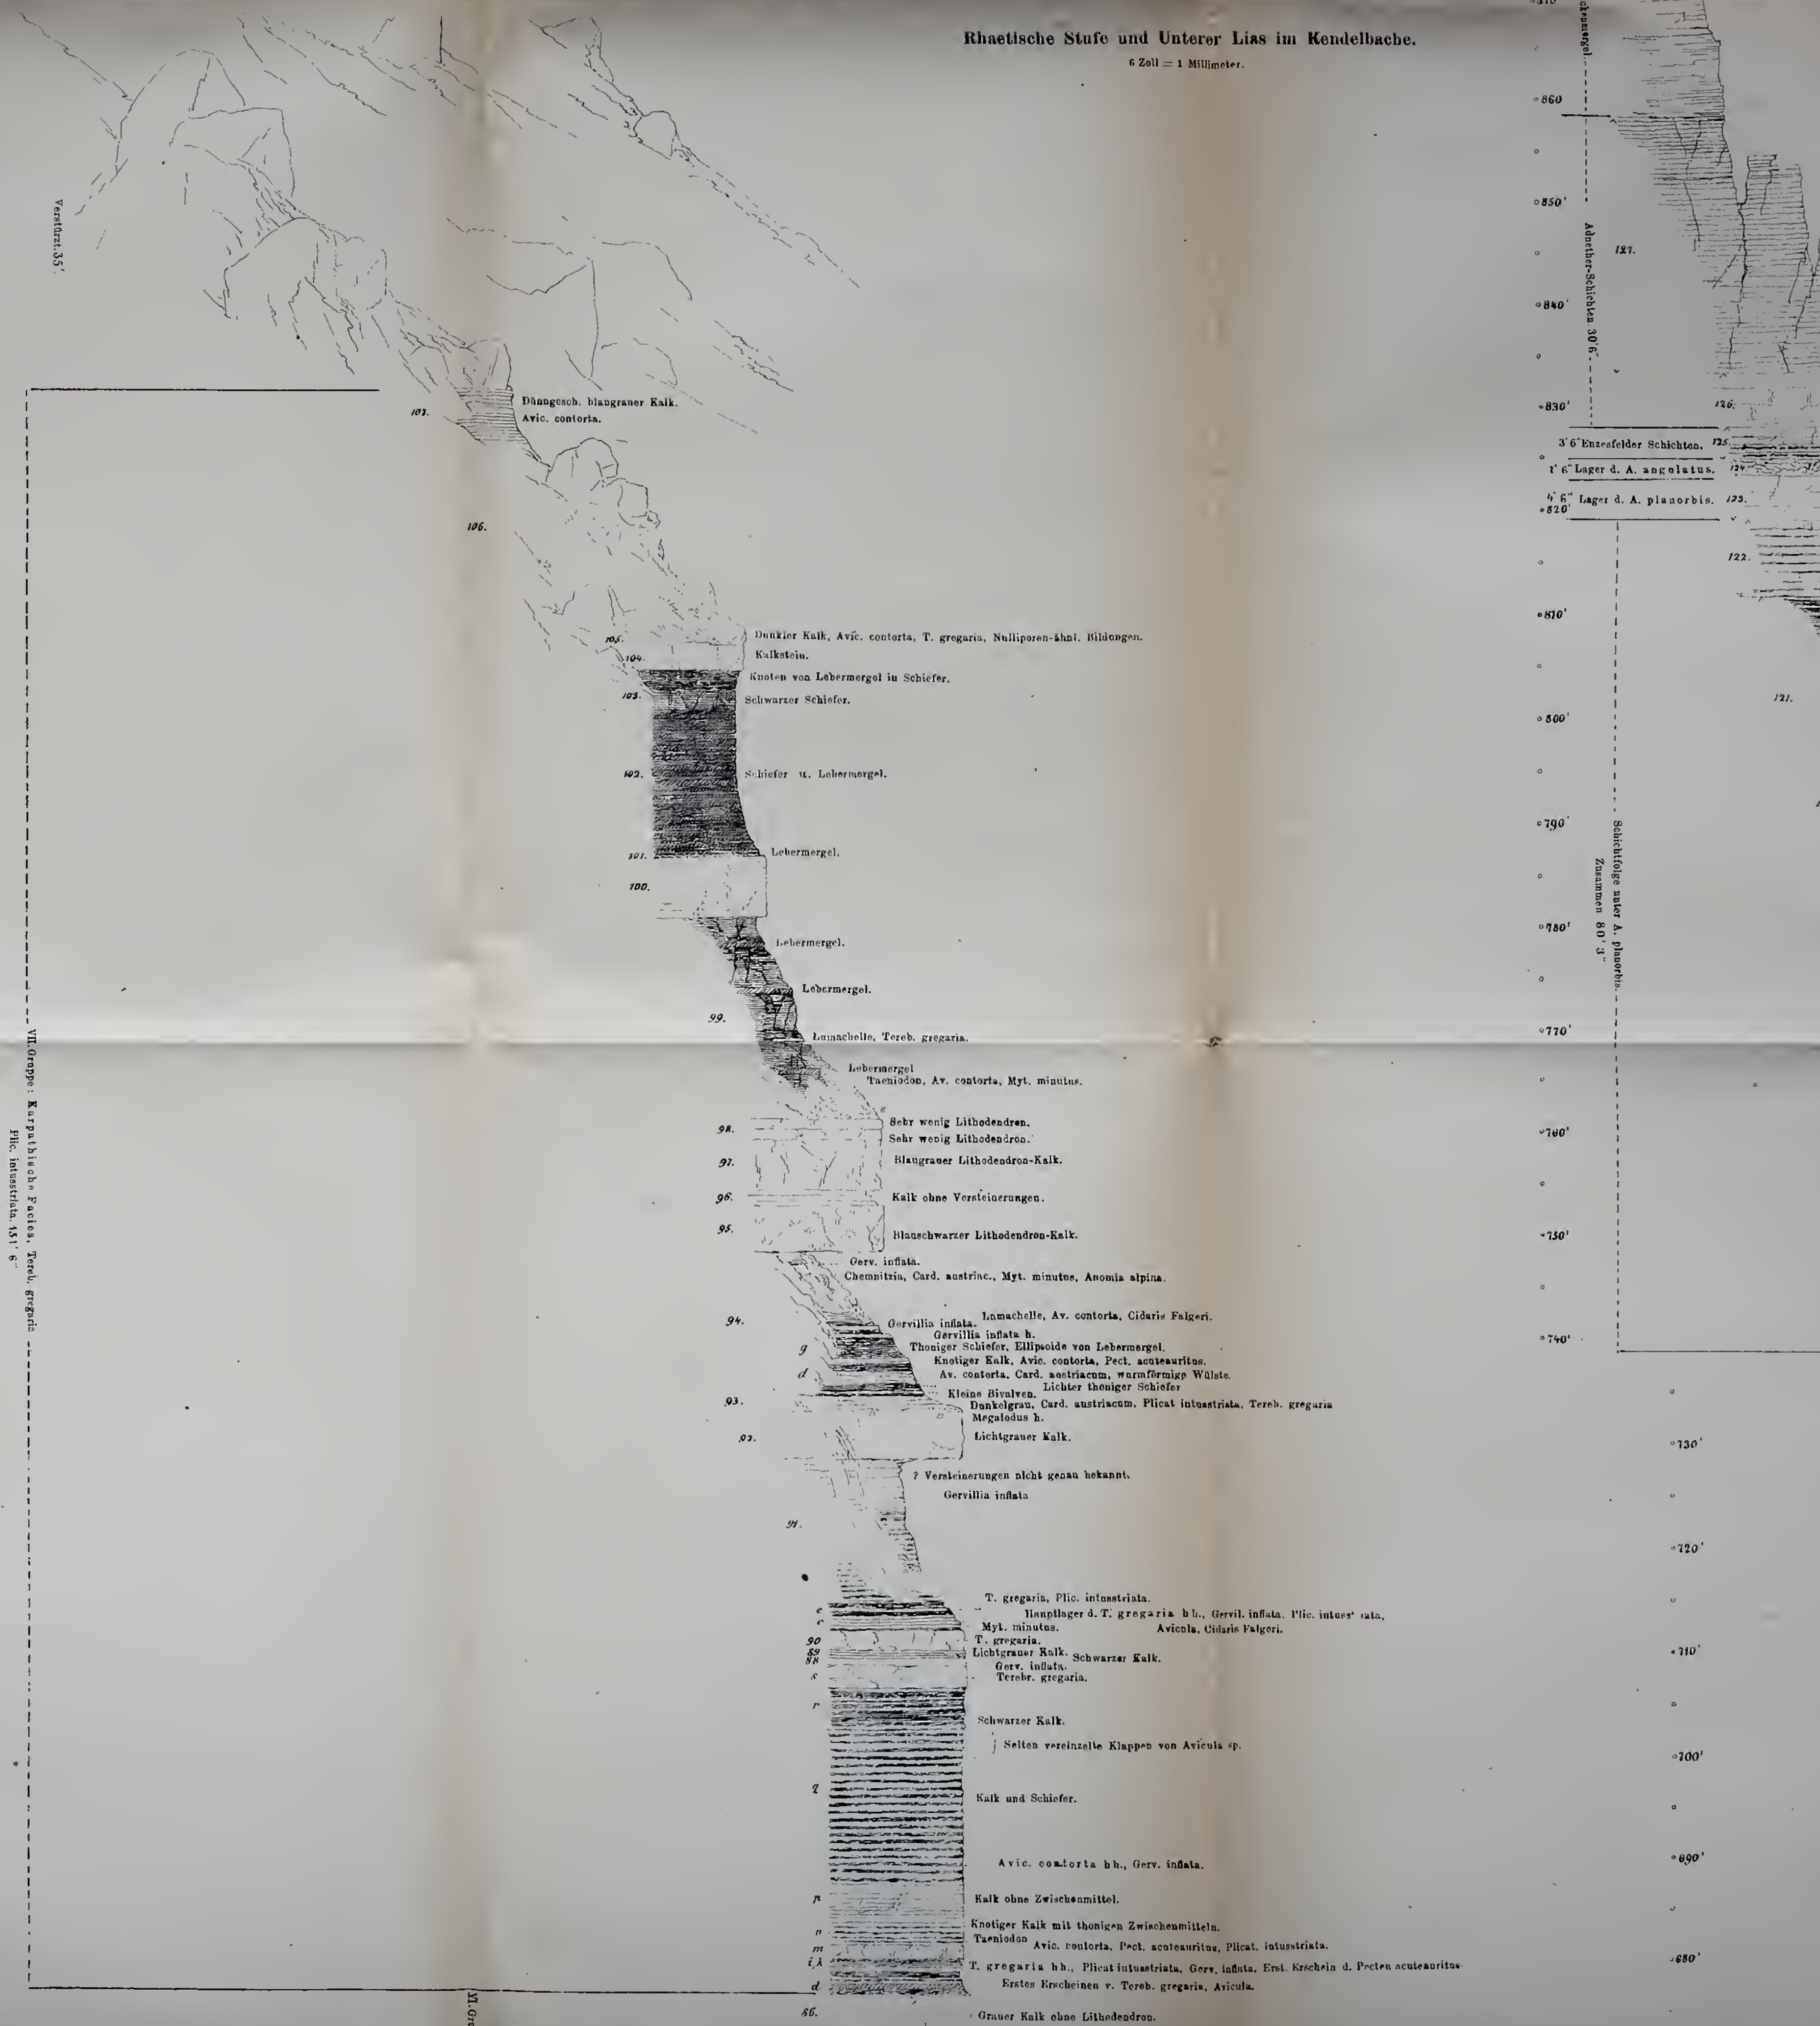 Rhaetische Stufe und Unterer Lias im Kendelbache.
6 Zoll = 1 Millimeter.
Verstürzt.35'.
107.
Dünngesch. blaugrauer Kalk.
Avic. contorta.
106.
105.
Dunkler Kalk, Avic. contorta, T. gregaria, Nulliporen-ähnl. Bildungen.
104.
Kalkstein.
Knoten von Lebermergel in Schiefer.
103.
Schwarzer Schiefer.
102.
Schiefer u. Lebermergel.
101.
Lebermergel.
100.
Lebermergel.
Lebermergel.
99.
Lumachelle, Tereb. gregaria.
Lebermergel
Taeniodon, Av. contorta, Myt. minutus.
98.
Sehr wenig Lithodendron.
Sehr wenig Lithodendron.
97.
Blaugrauer Lithodendron-Kalk.
96.
Kalk ohne Versteinerungen.
95.
Blauschwarzer Lithodendron-Kalk.
Gerv. inflata.
Chemnitzia, Card. austriac., Myt. minutus, Anomia alpina.
94.
Lumachelle, Av. contorta, Cidaris Falgeri.
Gervillia inflata.
Gervillia inflata h.
g
Thoniger Schiefer, Ellipsoide von Lebermergel.
Knotiger Kalk, Avic. contorta, Pect. acuteauritus.
d
Av. contorta, Card. austriacum, wurmförmige Wülste.
Lichter thoniger Schiefer
Kleine Bivalven.
93.
Dunkelgrau, Card. austriacum, Plicat intusstriata, Tereb. gregaria
Megalodus h.
92.
Lichtgrauer Kalk.
? Versteinerungen nicht genau bekannt.
Gervillia inflata
91.
T. gregaria, Plic. intusstriata.
e
Hauptlager d. T. gregaria hh., Gervil. inflata, Plic. intuss
c
Myt. minutus.
Avicula, Cidaris Falgeri.
90
T. gregaria.
89
Lichtgrauer Kalk.
88
Schwarzer Kalk.
Gerv. inflata.
s
Terebr. gregaria.
r
Schwarzer Kalk.
Selten vereinzelte Klappen von Avicula sp.
q
Kalk und Schiefer.
Avic. contorta hh., Gerv. inflata.
p
Kalk ohne Zwischenmittel.
Knotiger Kalk mit thonigen Zwischenmitteln.
Taeniodon
m
Avic. contorta, Pect. acuteauritus, Plicat. intusstriata.
i,k
T. gregaria hh., Plicat intusstriata, Gerv. inflata, Erst. Erschein d. Pecten acuteauritus
d
Erstes Erscheinen v. Tereb. gregaria, Avicula.
86.
Grauer Kalk ohne Lithodendron.
VII. Gruppe: Karpathische Facies, Tereb. gregaria
Plic. intusstriata. 151' 6"
VI. Gr
860
850'
Adnether-Schichten 30'6".
127.
840'
830'
126.
3' 6" Enzesfelder Schichten. 125.
1' 6" Lager d. A. angulatus. 124.
4' 6" Lager d. A. planorbis. 123.
820'
122.
810'
121.
800'
790'
Schichtfolge unter A. planorbis.
Zusammen 80' 3"
780'
770'
760'
750'
740'
730'
720'
710'
700'
690'
680'